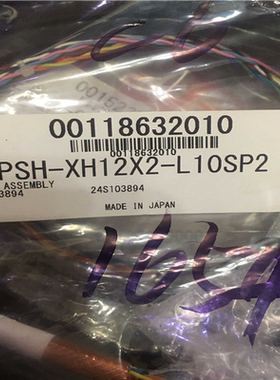 00118632010
00118632010
PSH-XH12X2-L10SP2
ASSEMBLY
3894 24S103894
MADE IN JAPAN